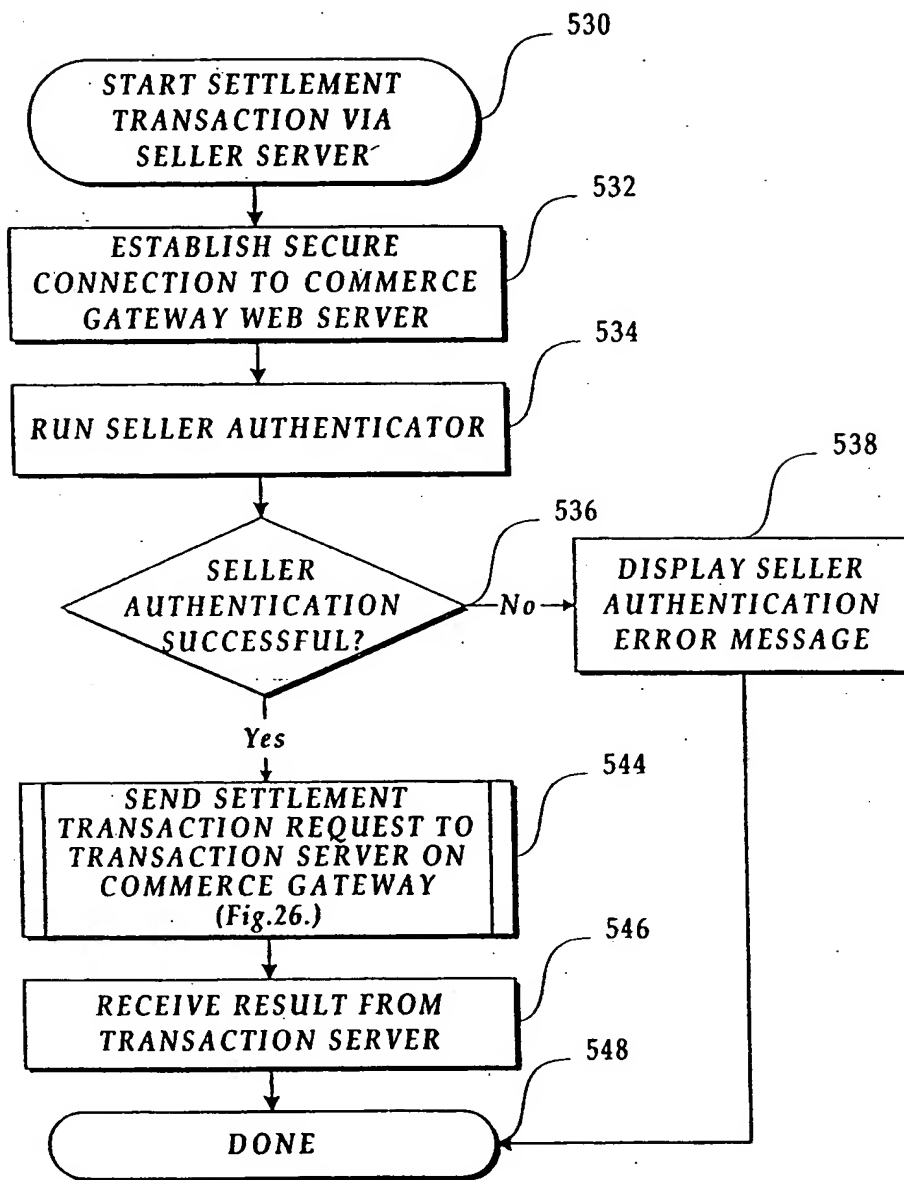 530
START SETTLEMENT
TRANSACTION VIA
SELLER SERVER
532
ESTABLISH SECURE
CONNECTION TO COMMERCE
GATEWAY WEB SERVER
534
RUN SELLER AUTHENTICATOR
536
SELLER
AUTHENTICATION
SUCCESSFUL?
No
538
DISPLAY SELLER
AUTHENTICATION
ERROR MESSAGE
Yes
544
SEND SETTLEMENT
TRANSACTION REQUEST TO
TRANSACTION SERVER ON
COMMERCE GATEWAY
(Fig.26.)
546
RECEIVE RESULT FROM
TRANSACTION SERVER
548
DONE